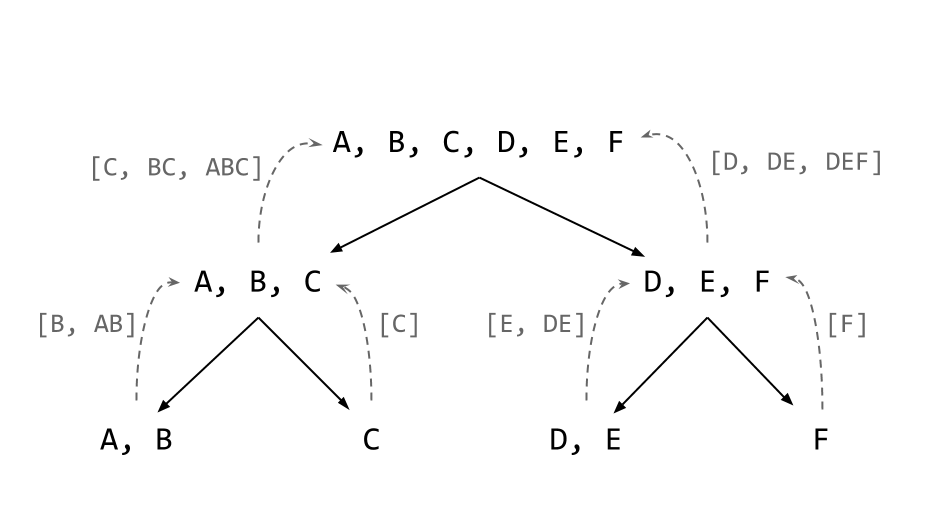 A, B, C, D, E, F
[C, BC, ABC]
[D, DE, DEF]
A, B, C
D, E, F
[B, AB]
[C]
[E, DE]
[F]
A, B
C
D, E
F